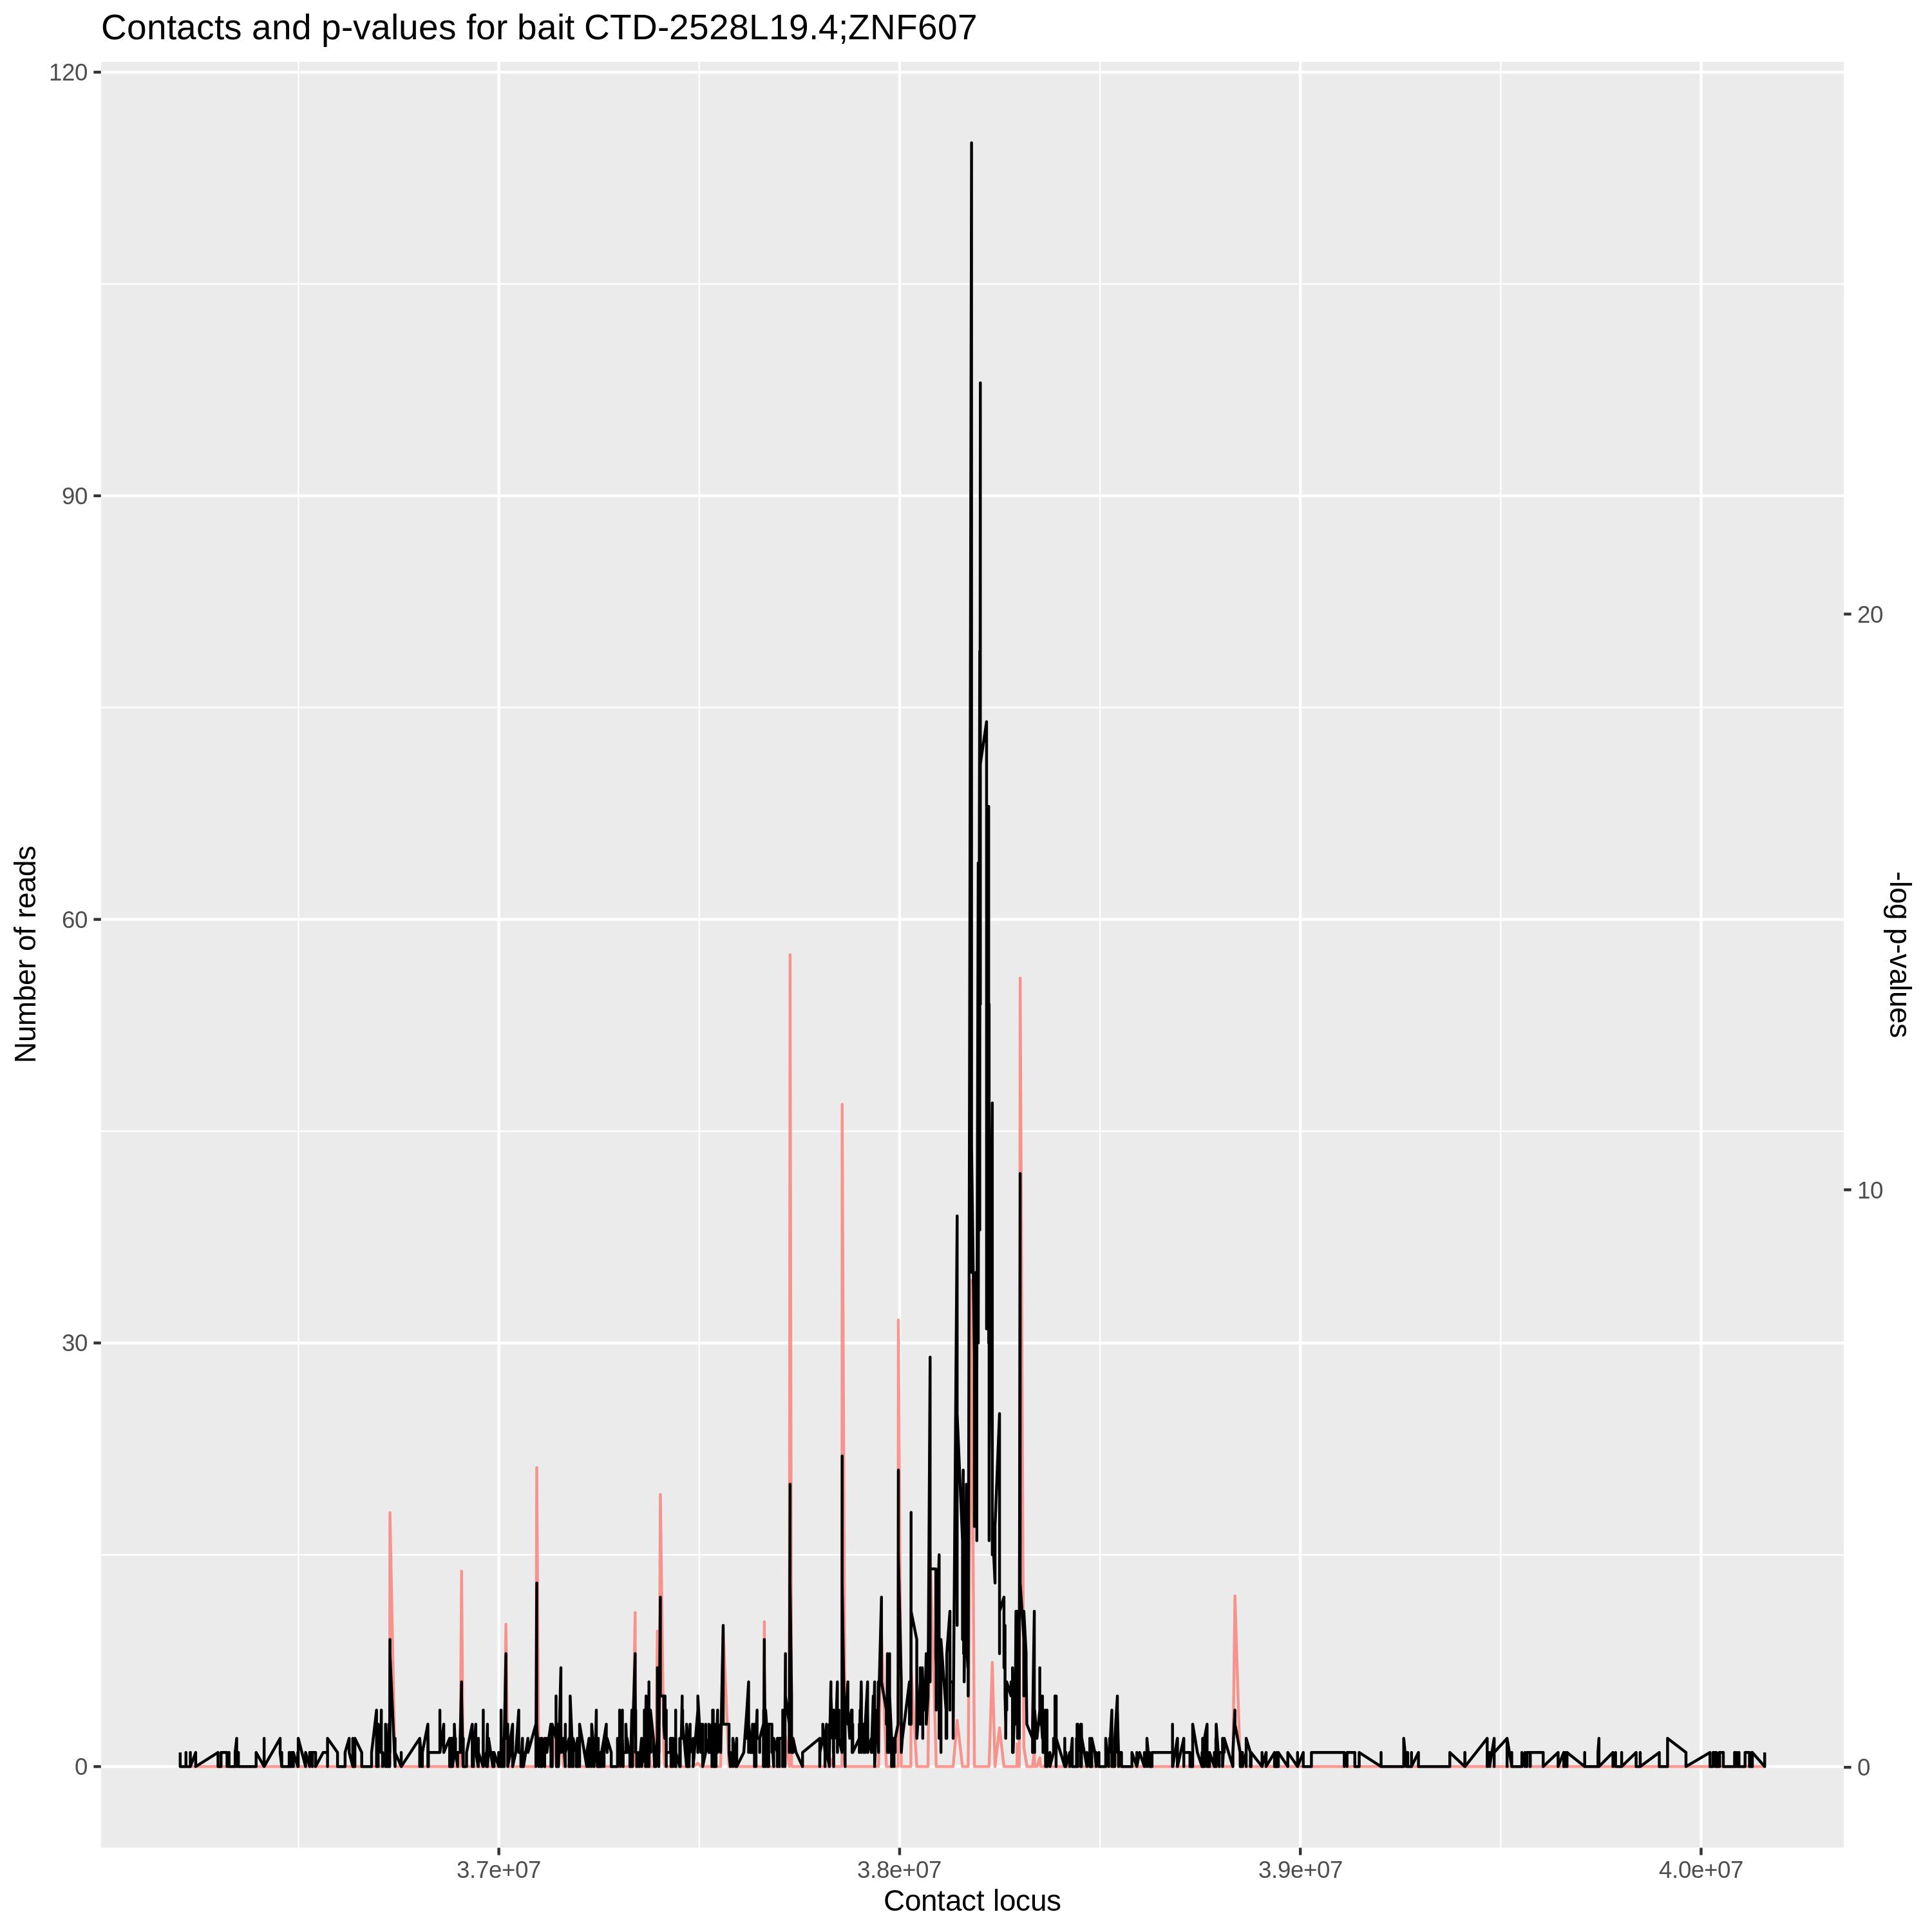 Contacts and p-values for bait CTD-2528L19.4;ZNF607
120
90
60
30
0
Number of reads
20
10
0
-log p-values
3.7e+07
3.8e+07
3.9e+07
4.0e+07
Contact locus